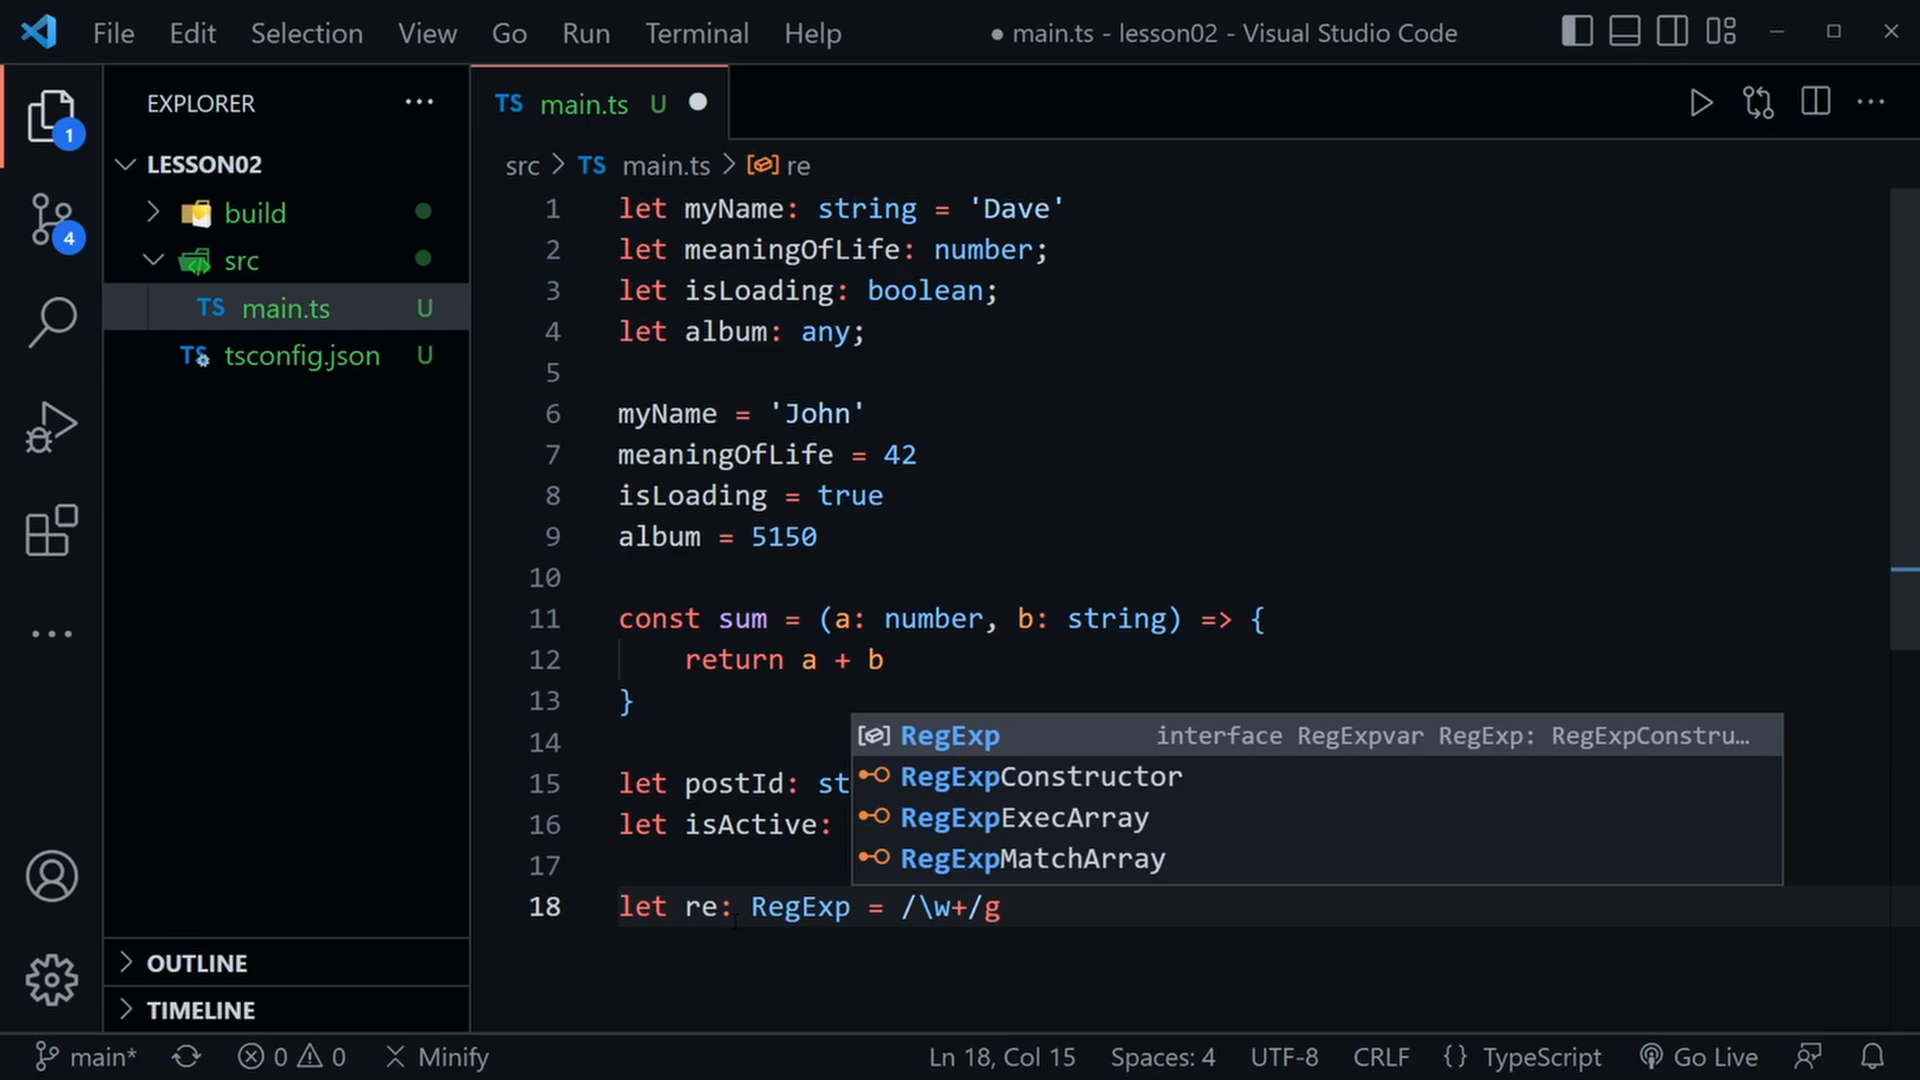 File Edit Selection View Go Run Terminal Help
● main.ts - lesson02 - Visual Studio Code
EXPLORER
LESSON02
build
src
TS main.ts U
TS tsconfig.json U
OUTLINE
TIMELINE
1
4
TS main.ts U
src > TS main.ts > re
1 let myName: string = 'Dave'
2 let meaningOfLife: number;
3 let isLoading: boolean;
4 let album: any;
5
6 myName = 'John'
7 meaningOfLife = 42
8 isLoading = true
9 album = 5150
10
11 const sum = (a: number, b: string) => {
12 return a + b
13 }
14
15 let postId: st
16 let isActive:
17
18 let re: RegExp = /\w+/g
RegExp interface RegExpvar RegExp: RegExpConstru…
RegExpConstructor
RegExpExecArray
RegExpMatchArray
main* 0 0 Minify Ln 18, Col 15 Spaces: 4 UTF-8 CRLF {} TypeScript Go Live